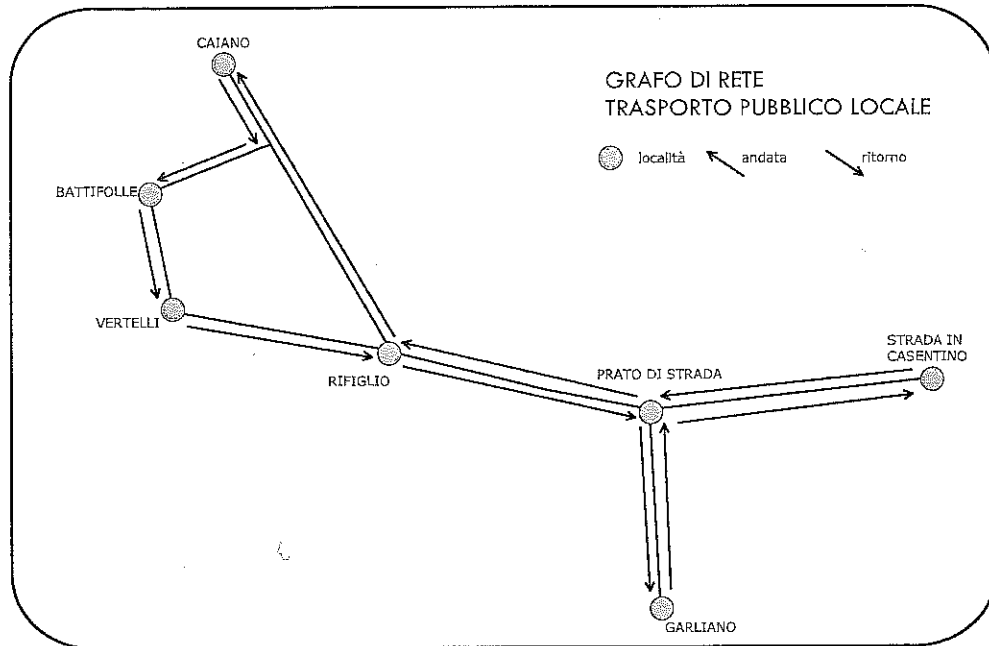 CAIANO
GRAFO DI RETE
TRASPORTO PUBBLICO LOCALE
località
andata
ritorno
BATTIFOLLE
VERTELLI
RIFIGLIO
PRATO DI STRADA
STRADA IN
CASENTINO
GARLIANO